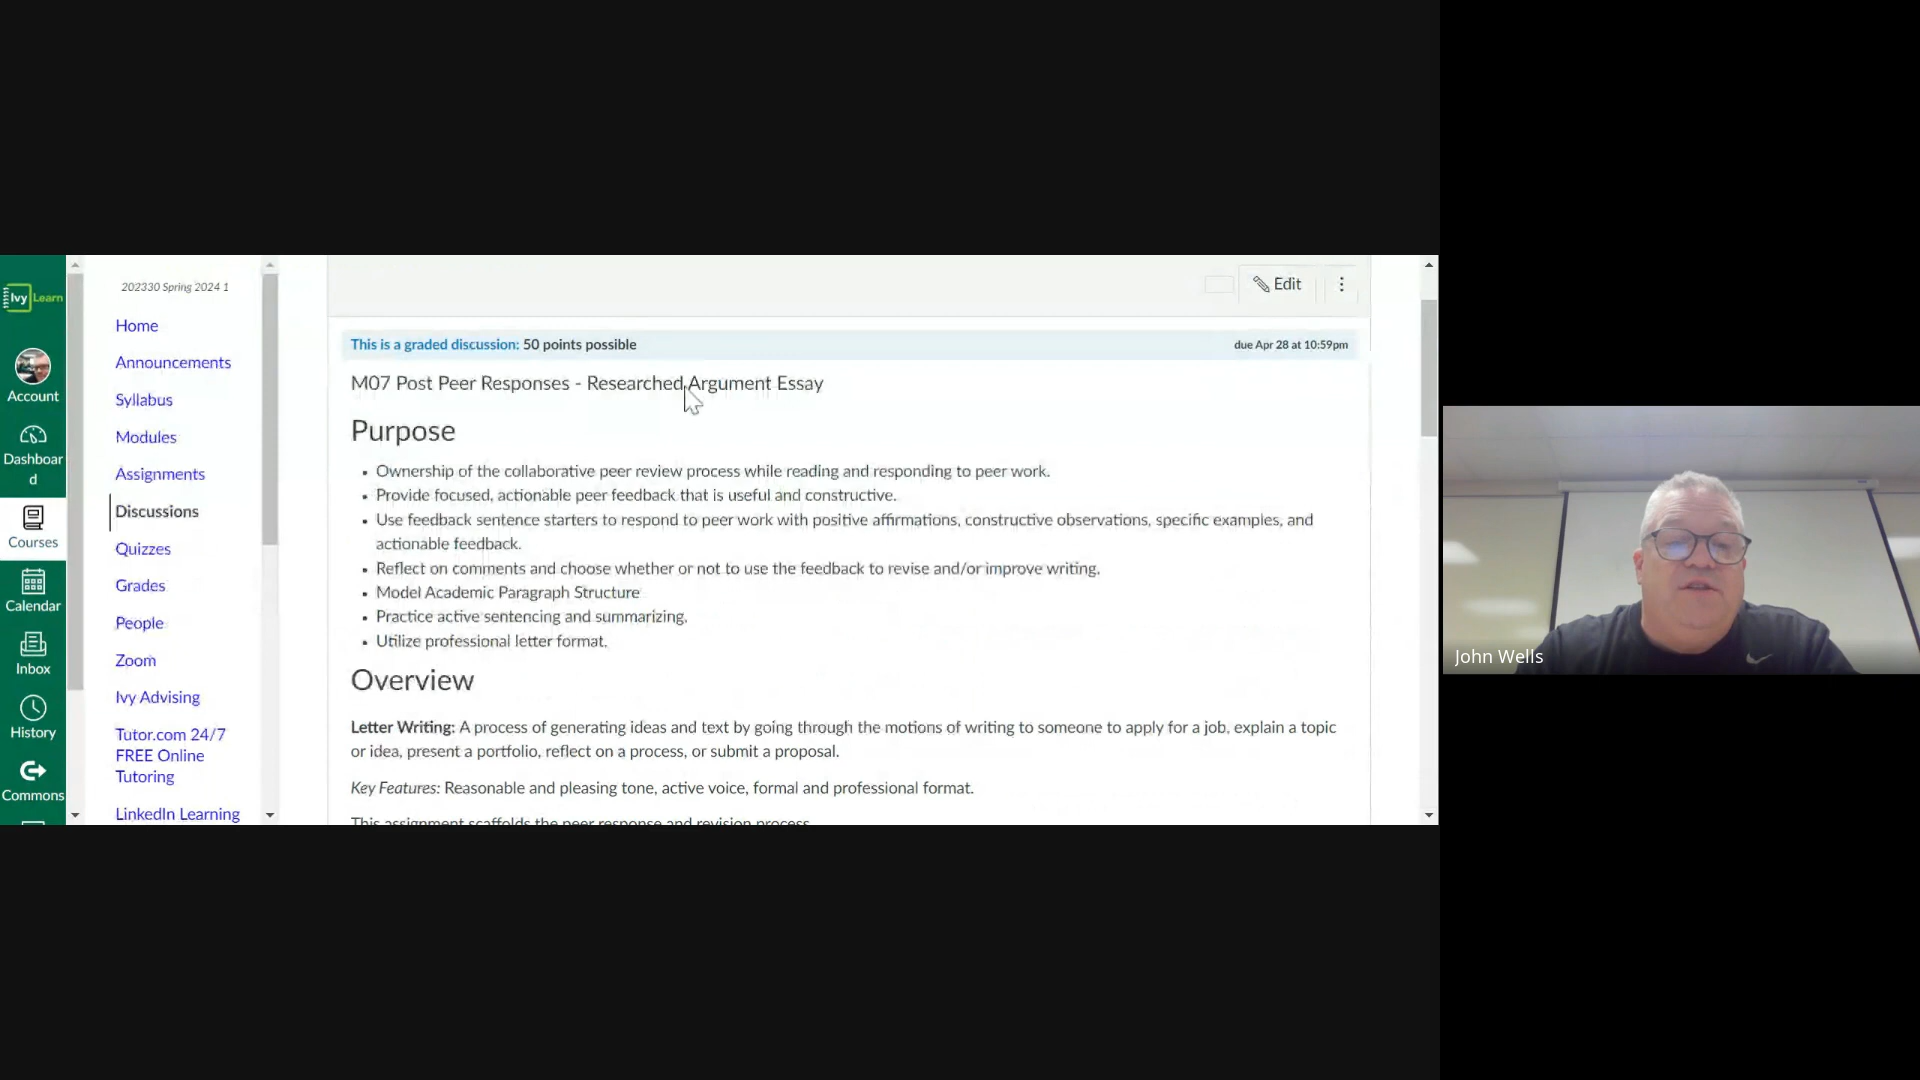 Ivy Learn
Account
Dashboar
d
Courses
Calendar
Inbox
History
Commons
202330 Spring 2024 1
Home
Announcements
Syllabus
Modules
Assignments
Discussions
Quizzes
Grades
People
Zoom
Ivy Advising
Tutor.com 24/7
FREE Online
Tutoring
LinkedIn Learning
Edit
This is a graded discussion: 50 points possible
due Apr 28 at 10:59pm
M07 Post Peer Responses - Researched Argument Essay
Purpose
• Ownership of the collaborative peer review process while reading and responding to peer work.
• Provide focused, actionable peer feedback that is useful and constructive.
• Use feedback sentence starters to respond to peer work with positive affirmations, constructive observations, specific examples, and
actionable feedback.
• Reflect on comments and choose whether or not to use the feedback to revise and/or improve writing.
• Model Academic Paragraph Structure
• Practice active sentencing and summarizing.
• Utilize professional letter format.
Overview
Letter Writing: A process of generating ideas and text by going through the motions of writing to someone to apply for a job, explain a topic
or idea, present a portfolio, reflect on a process, or submit a proposal.
Key Features: Reasonable and pleasing tone, active voice, formal and professional format.
This assignment scaffolds the peer response and revision process.
John Wells